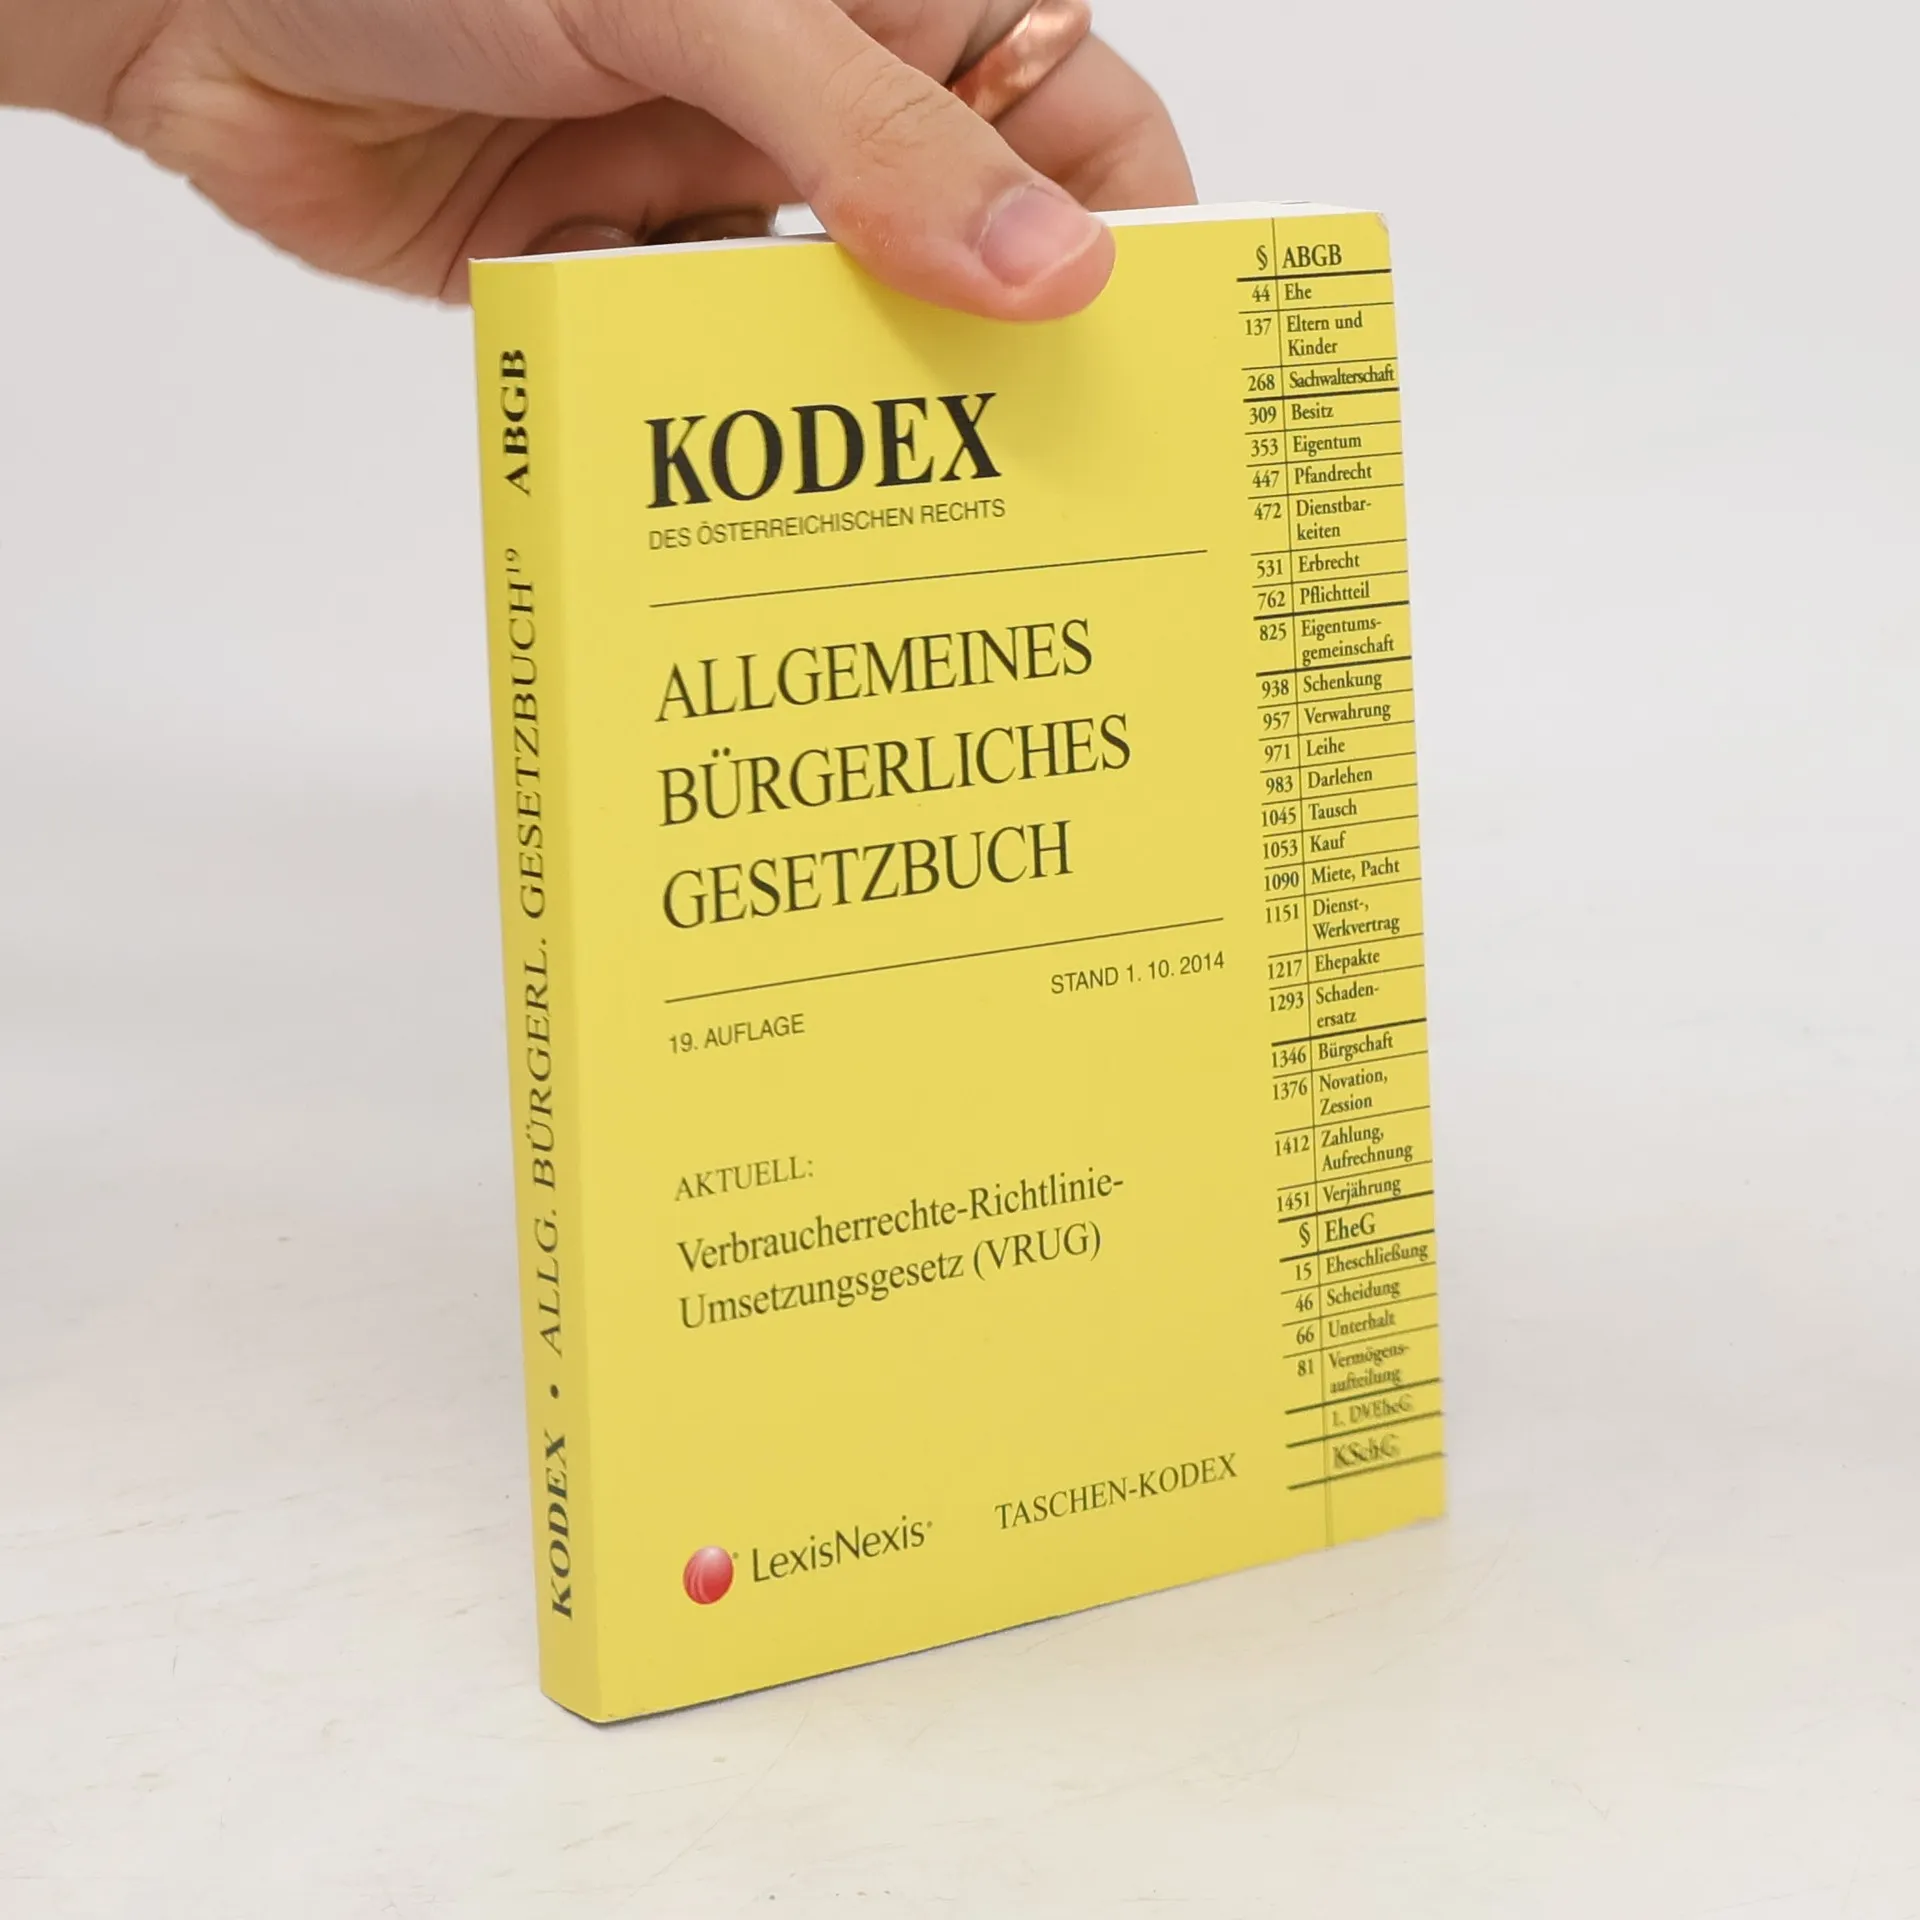 KODEX • ALLG. BÜRGERL. GESETZBUCH¹⁹ ABGB
KODEX
DES ÖSTERREICHISCHEN RECHTS
ALLGEMEINES
BÜRGERLICHES
GESETZBUCH
STAND 1. 10. 2014
19. AUFLAGE
AKTUELL:
Verbraucherrechte-Richtlinie-
Umsetzungsgesetz (VRUG)
LexisNexis®
TASCHEN-KODEX
§ ABGB
44 Ehe
137 Eltern und
Kinder
268 Sachwalterschaft
309 Besitz
353 Eigentum
447 Pfandrecht
472 Dienstbar-
keiten
531 Erbrecht
762 Pflichtteil
825 Eigentums-
gemeinschaft
938 Schenkung
957 Verwahrung
971 Leihe
983 Darlehen
1045 Tausch
1053 Kauf
1090 Miete, Pacht
1151 Dienst-,
Werkvertrag
1217 Ehepakte
1293 Schaden-
ersatz
1346 Bürgschaft
1376 Novation,
Zession
1412 Zahlung,
Aufrechnung
1451 Verjährung
§ EheG
15 Eheschließung
46 Scheidung
66 Unterhalt
81 Vermögens-
aufteilung
1. DVEheG
KSchG